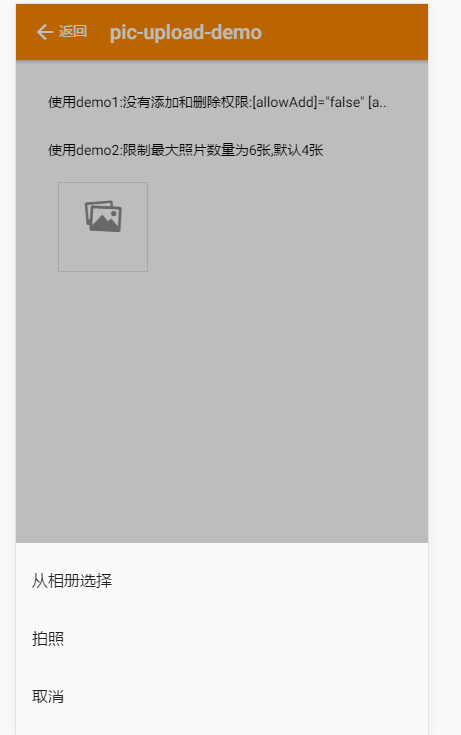 返回 pic-upload-demo
使用demo1:没有添加和删除权限:[allowAdd]="false" [a..
使用demo2:限制最大照片数量为6张,默认4张
从相册选择
拍照
取消